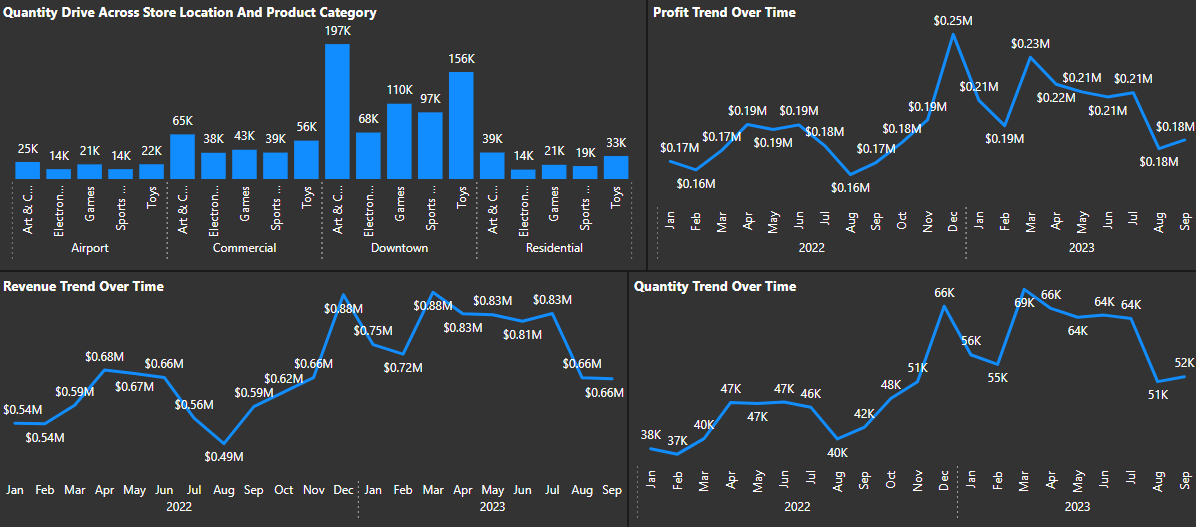 Quantity Drive Across Store Location And Product Category
197K
156K
110K
97K
65K 68K
56K
38K 43K 39K 39K
33K
25K 14K 21K 14K 22K 14K 21K 19K
Art & C... Electron... Games Sports ... Toys Art & C... Electron... Games Sports ... Toys Art & C... Electron... Games Sports ... Toys Art & C... Electron... Games Sports ... Toys
Airport Commercial Downtown Residential
Profit Trend Over Time
$0.17M $0.16M $0.17M $0.19M $0.19M $0.19M $0.18M $0.16M $0.17M $0.18M $0.19M $0.25M $0.21M $0.19M $0.23M $0.22M $0.21M $0.21M $0.21M $0.18M $0.18M
Jan Feb Mar Apr May Jun Jul Aug Sep Oct Nov Dec Jan Feb Mar Apr May Jun Jul Aug Sep
2022 2023
Revenue Trend Over Time
$0.54M $0.54M $0.59M $0.68M $0.67M $0.66M $0.56M $0.49M $0.59M $0.62M $0.66M $0.88M $0.75M $0.72M $0.88M $0.83M $0.83M $0.81M $0.83M $0.66M $0.66M
Jan Feb Mar Apr May Jun Jul Aug Sep Oct Nov Dec Jan Feb Mar Apr May Jun Jul Aug Sep
2022 2023
Quantity Trend Over Time
38K 37K 40K 47K 47K 47K 46K 40K 42K 48K 51K 66K 56K 55K 69K 66K 64K 64K 64K 51K 52K
Jan Feb Mar Apr May Jun Jul Aug Sep Oct Nov Dec Jan Feb Mar Apr May Jun Jul Aug Sep
2022 2023